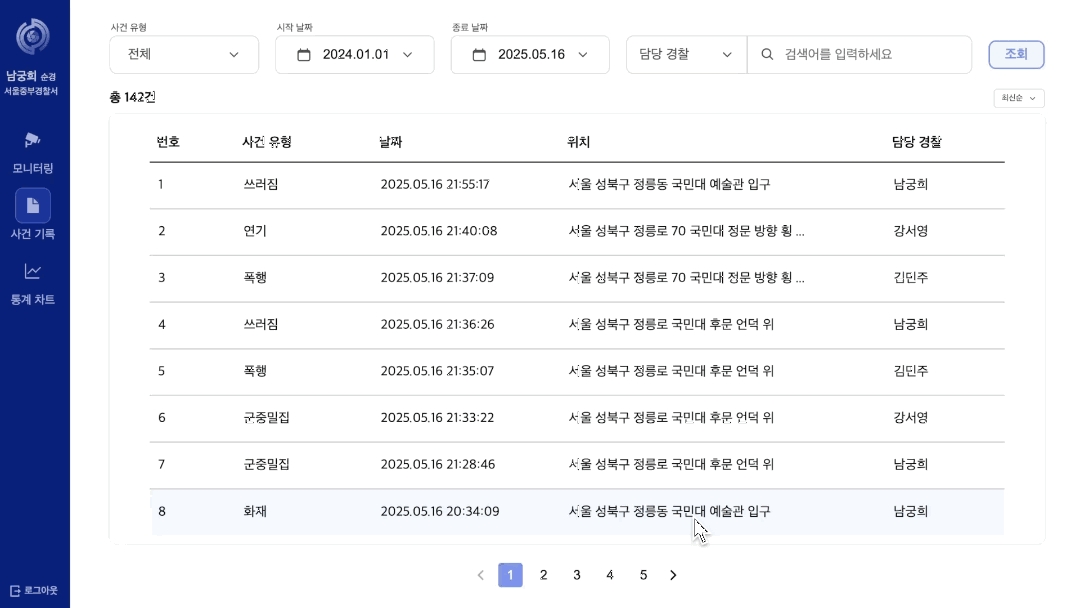 사건 유형
시작 날짜
종료 날짜
전체
2024.01.01
2025.05.16
담당 경찰
검색어를 입력하세요
조회
남궁희 순경
서울중부경찰서
모니터링
사건 기록
통계 차트
로그아웃
총 142건
최신순
번호 사건 유형 날짜 위치 담당 경찰
1 쓰러짐 2025.05.16 21:55:17 서울 성북구 정릉동 국민대 예술관 입구 남궁희
2 연기 2025.05.16 21:40:08 서울 성북구 정릉로 70 국민대 정문 방향 횡 ... 강서영
3 폭행 2025.05.16 21:37:09 서울 성북구 정릉로 70 국민대 정문 방향 횡 ... 김민주
4 쓰러짐 2025.05.16 21:36:26 서울 성북구 정릉로 국민대 후문 언덕 위 남궁희
5 폭행 2025.05.16 21:35:07 서울 성북구 정릉로 국민대 후문 언덕 위 김민주
6 군중밀집 2025.05.16 21:33:22 서울 성북구 정릉로 국민대 후문 언덕 위 강서영
7 군중밀집 2025.05.16 21:28:46 서울 성북구 정릉로 국민대 후문 언덕 위 남궁희
8 화재 2025.05.16 20:34:09 서울 성북구 정릉동 국민대 예술관 입구 남궁희
1 2 3 4 5